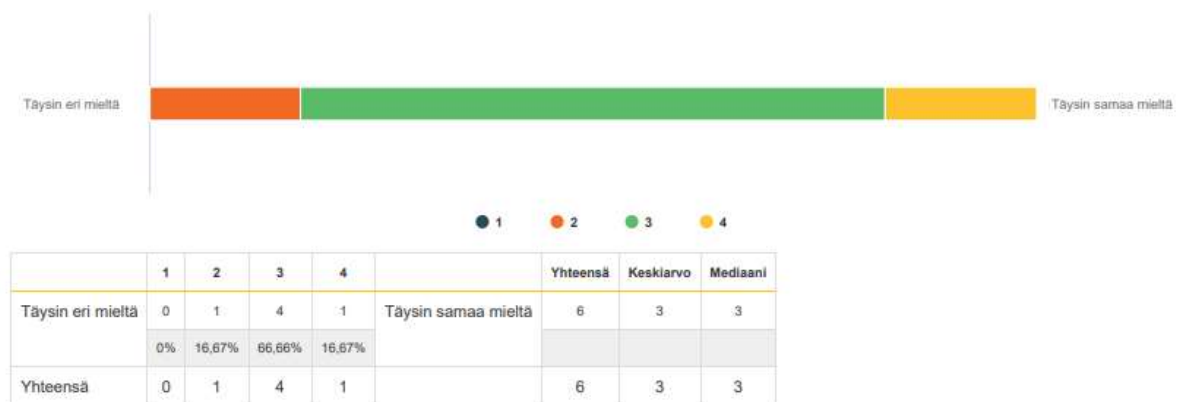 Täysin eri mieltä
Täysin samaa mieltä
1 2 3 4
1 2 3 4 Yhteensä Keskiarvo Mediaani
Täysin eri mieltä 0 1 4 1 Täysin samaa mieltä 6 3 3
0% 16,67% 66,66% 16,67%
Yhteensä 0 1 4 1 6 3 3